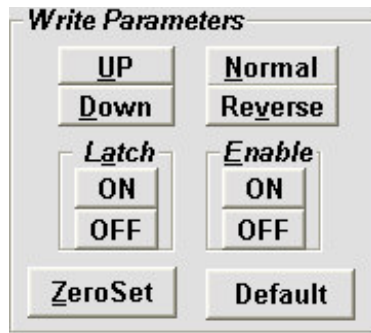 Write Parameters
UP Normal
Down Reverse
Latch Enable
ON ON
OFF OFF
ZeroSet Default